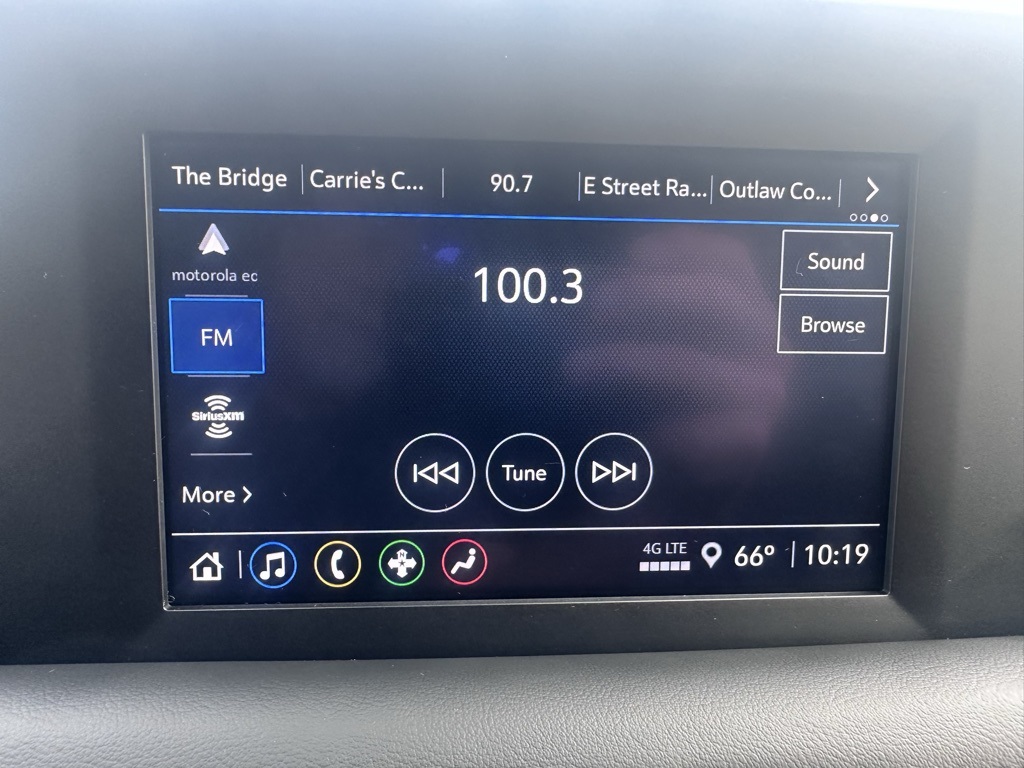 The Bridge
Carrie's C...
90.7
E Street Ra...
Outlaw Co...
motorola ec
100.3
Sound
FM
Browse
SiriusXM
More
Tune
N
4G LTE
66°
10:19